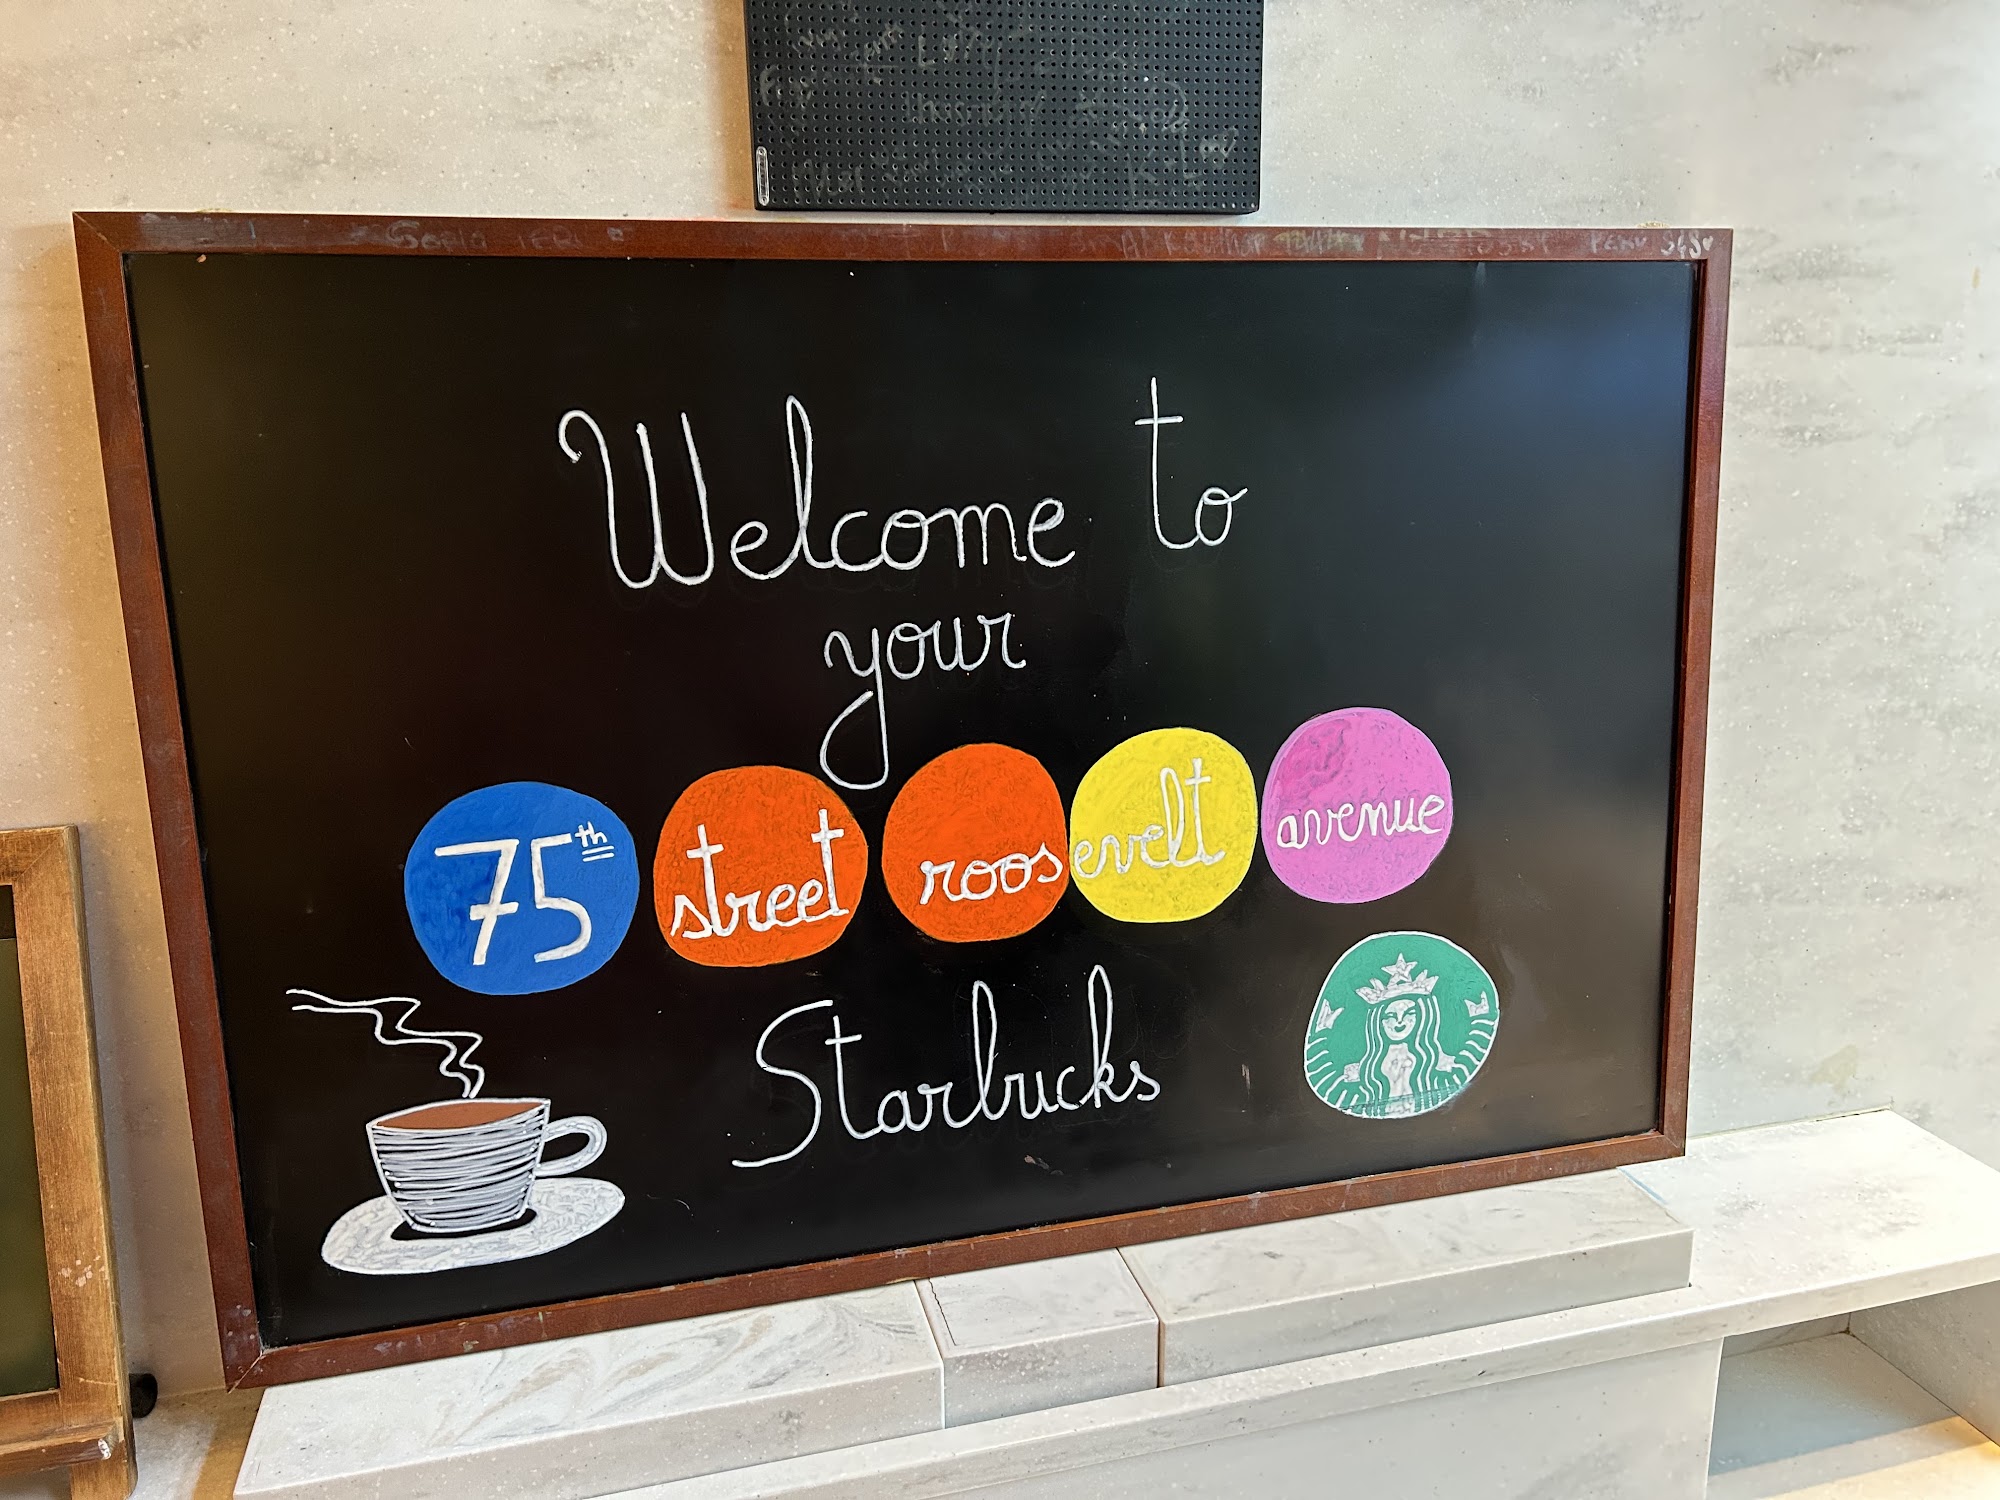 Welcome to
your
75th street roosevelt avenue
Starbucks